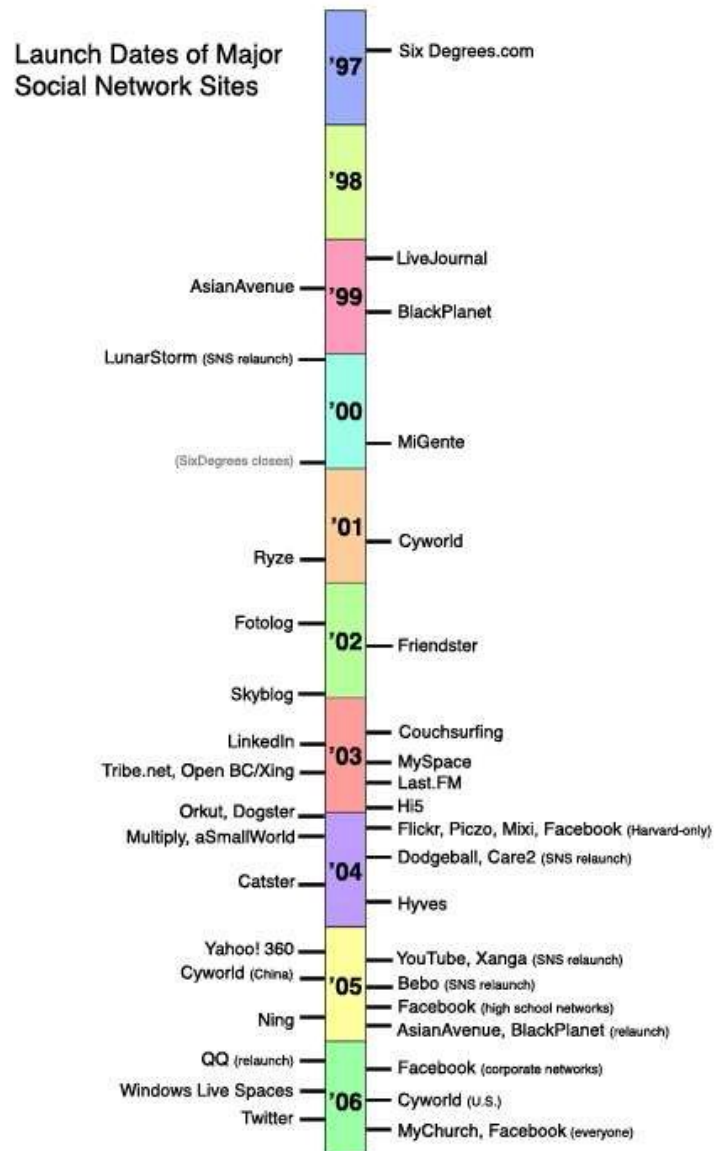 Launch Dates of Major
Social Network Sites
'97
Six Degrees.com
'98
LiveJournal
AsianAvenue
'99
BlackPlanet
LunarStorm (SNS relaunch)
'00
MiGente
(SixDegrees closes)
'01
Cyworld
Ryze
Fotolog
'02
Friendster
Skyblog
Couchsurfing
LinkedIn
'03
MySpace
Tribe.net, Open BC/Xing
Last.FM
Hi5
Orkut, Dogster
Flickr, Piczo, Mixi, Facebook (Harvard-only)
Multiply, aSmallWorld
Dodgeball, Care2 (SNS relaunch)
'04
Catster
Hyves
Yahoo! 360
YouTube, Xanga (SNS relaunch)
Cyworld (China)
'05
Bebo (SNS relaunch)
Facebook (high school networks)
Ning
AsianAvenue, BlackPlanet (relaunch)
QQ (relaunch)
Facebook (corporate networks)
Windows Live Spaces
'06
Cyworld (U.S.)
Twitter
MyChurch, Facebook (everyone)